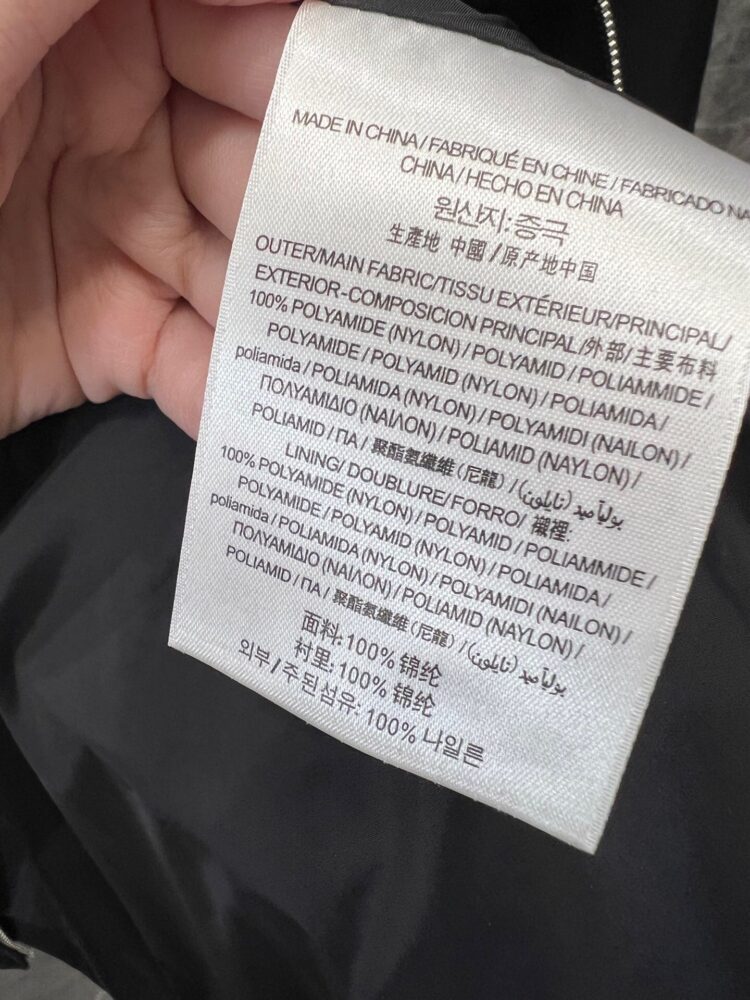 MADE IN CHINA / FABRIQUÉ EN CHINE / FABRICADO NA
CHINA / HECHO EN CHINA
원산지: 중국
生產地 中國 / 原产地中国
OUTER/MAIN FABRIC/TISSU EXTÉRIEUR/PRINCIPAL/
EXTERIOR-COMPOSICION PRINCIPAL/外部/主要布料
100% POLYAMIDE (NYLON) / POLYAMID / POLIAMMIDE /
POLYAMIDE / POLYAMID (NYLON) / POLIAMIDA /
poliamida / POLIAMIDA (NYLON) / POLYAMIDI (NAILON) /
ΠΟΛΥΑΜΙΔΙΟ (ΝΑΙΛΟΝ) / POLIAMID (NAYLON) /
POLIAMID / ПА / 聚酯氨纖維 (尼龍) / (نايلون) بوليآميد
LINING/ DOUBLURE/ FORRO/ 襯裡:
100% POLYAMIDE (NYLON) / POLYAMID / POLIAMMIDE /
POLYAMIDE / POLYAMID (NYLON) / POLIAMIDA /
poliamida / POLIAMIDA (NYLON) / POLYAMIDI (NAILON) /
ΠΟΛΥΑΜΙΔΙΟ (ΝΑΙΛΟΝ) / POLIAMID (NAYLON) /
POLIAMID / ПА / 聚酯氨纖維 (尼龍) / (نايلون) بوليآميد
面料: 100% 锦纶
衬里: 100% 锦纶
외부 / 주 된섬유: 100% 나일론